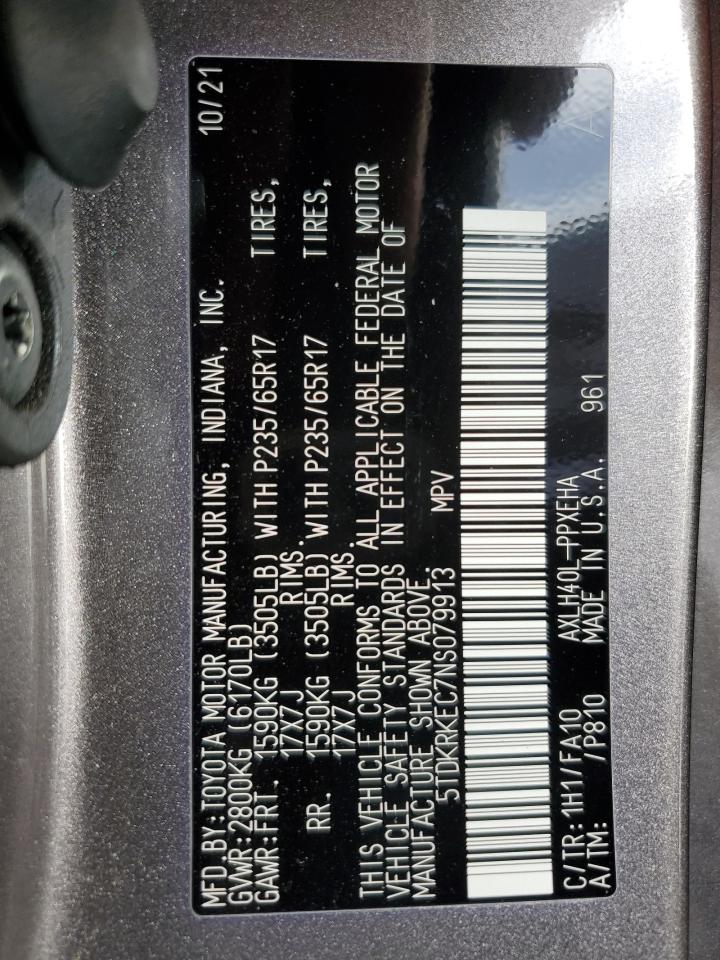 MFD.BY:TOYOTA MOTOR MANUFACTURING, INDIANA, INC. 10/21
GVWR:2800KG (6170LB)
GAWR:FRT. 1590KG (3505LB) WITH P235/65R17 TIRES,
17X7J RIMS.
RR. 1590KG (3505LB) WITH P235/65R17 TIRES,
17X7J RIMS.
THIS VEHICLE CONFORMS TO ALL APPLICABLE FEDERAL MOTOR
VEHICLE SAFETY STANDARDS IN EFFECT ON THE DATE OF
MANUFACTURE SHOWN ABOVE.
5TDKRKEC7NS079913 MPV
C/TR:1H1/FA10 AXLH40L-PPXEHA
A/TM: /P810 MADE IN U.S.A. 961
A